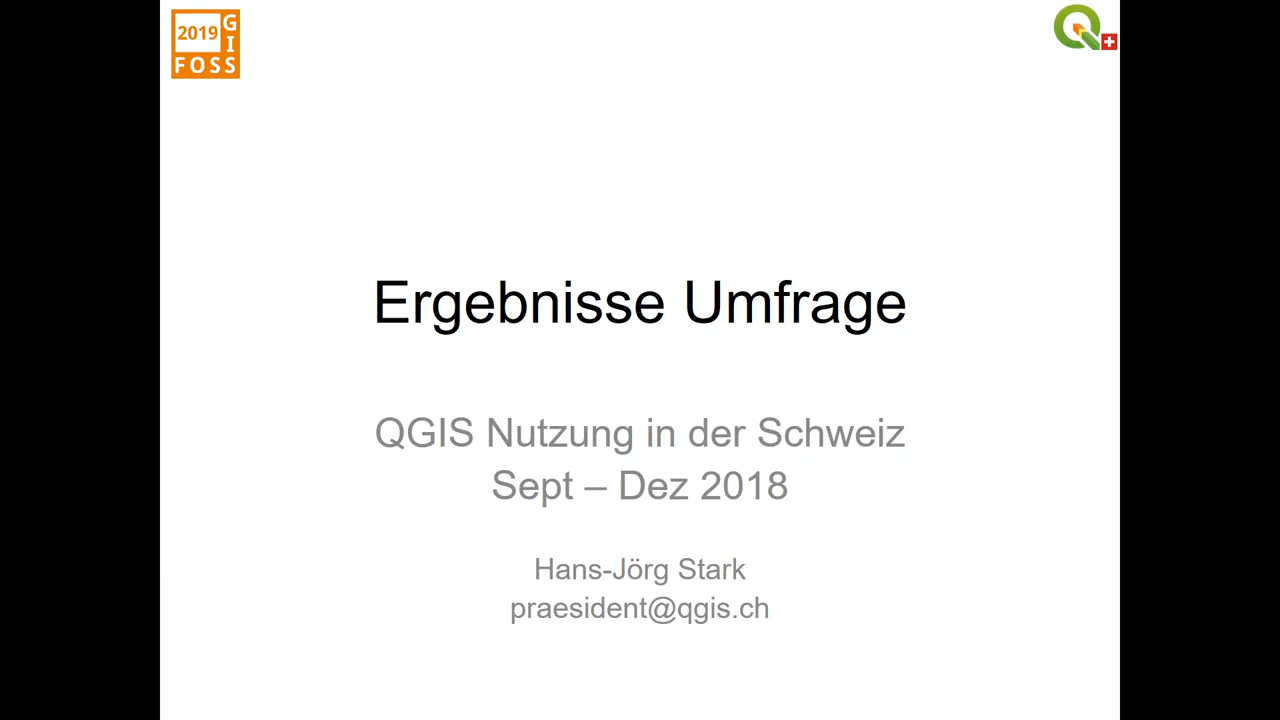 2019 G
I
FOSS
Ergebnisse Umfrage
QGIS Nutzung in der Schweiz
Sept – Dez 2018
Hans-Jörg Stark
praesident@qgis.ch